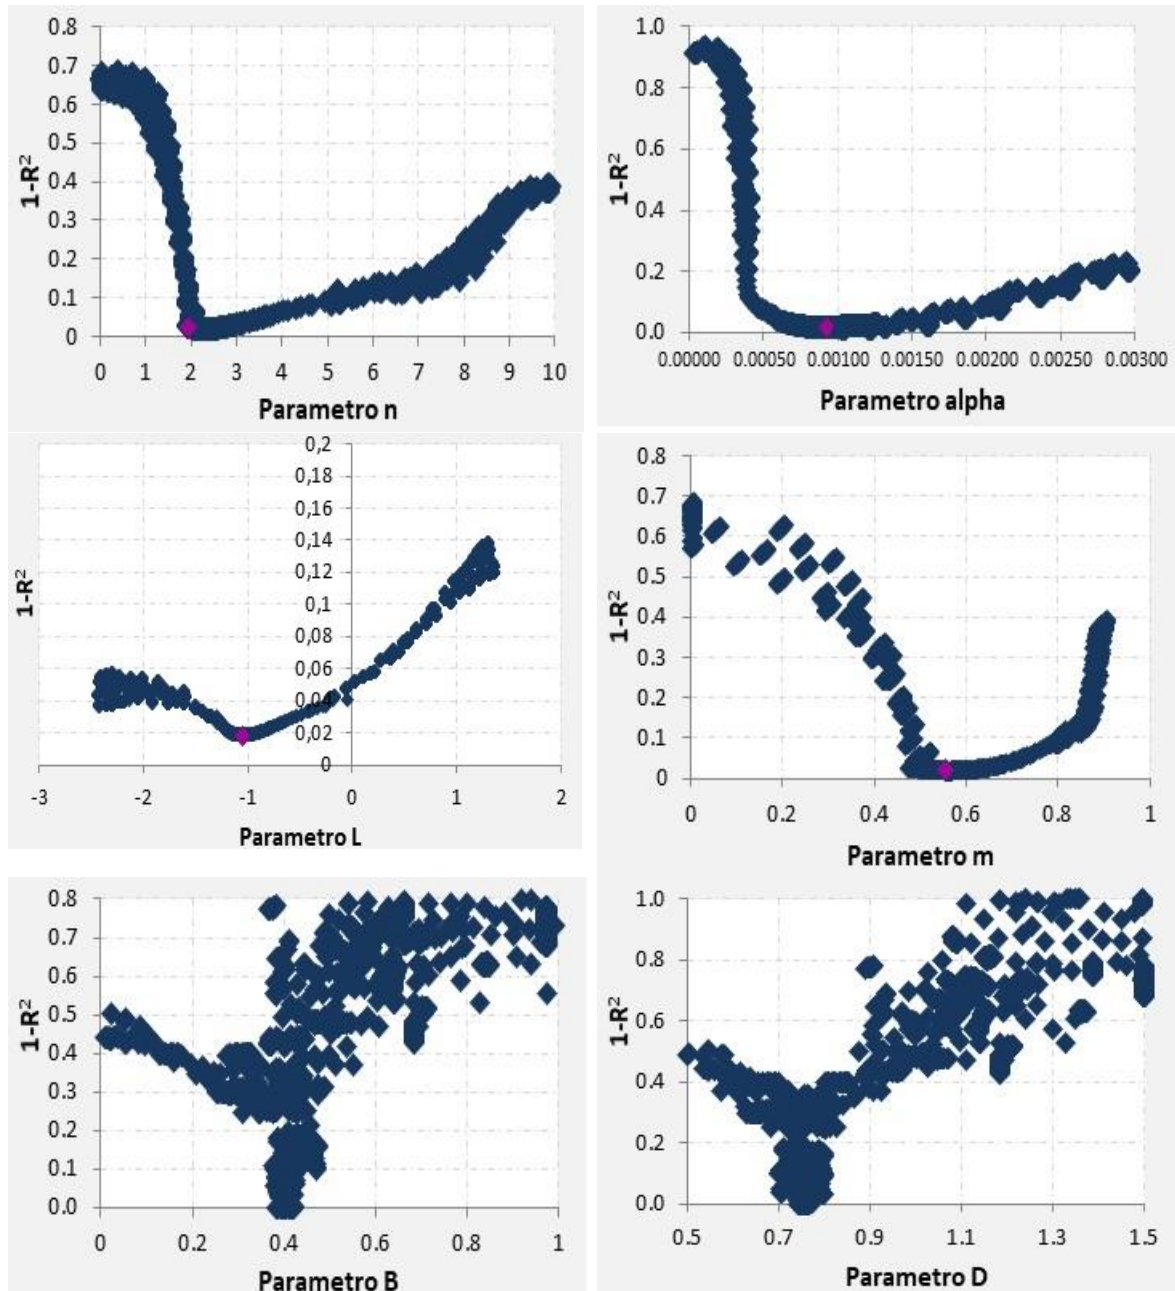 0.8
0.7
0.6
0.5
0.4
0.3
0.2
0.1
0
1-R²
0 1 2 3 4 5 6 7 8 9 10
Parametro n
1.0
0.8
0.6
0.4
0.2
0.0
1-R²
0.00000 0.00050 0.00100 0.00150 0.00200 0.00250 0.00300
Parametro alpha
0,2
0,18
0,16
0,14
0,12
0,1
0,08
0,06
0,04
0,02
0
1-R²
-3 -2 -1 0 1 2
Parametro L
0.8
0.7
0.6
0.5
0.4
0.3
0.2
0.1
0
1-R²
0 0.2 0.4 0.6 0.8 1
Parametro m
0.8
0.7
0.6
0.5
0.4
0.3
0.2
0.1
0.0
1-R²
0 0.2 0.4 0.6 0.8 1
Parametro B
1.0
0.8
0.6
0.4
0.2
0.0
1-R²
0.5 0.7 0.9 1.1 1.3 1.5
Parametro D